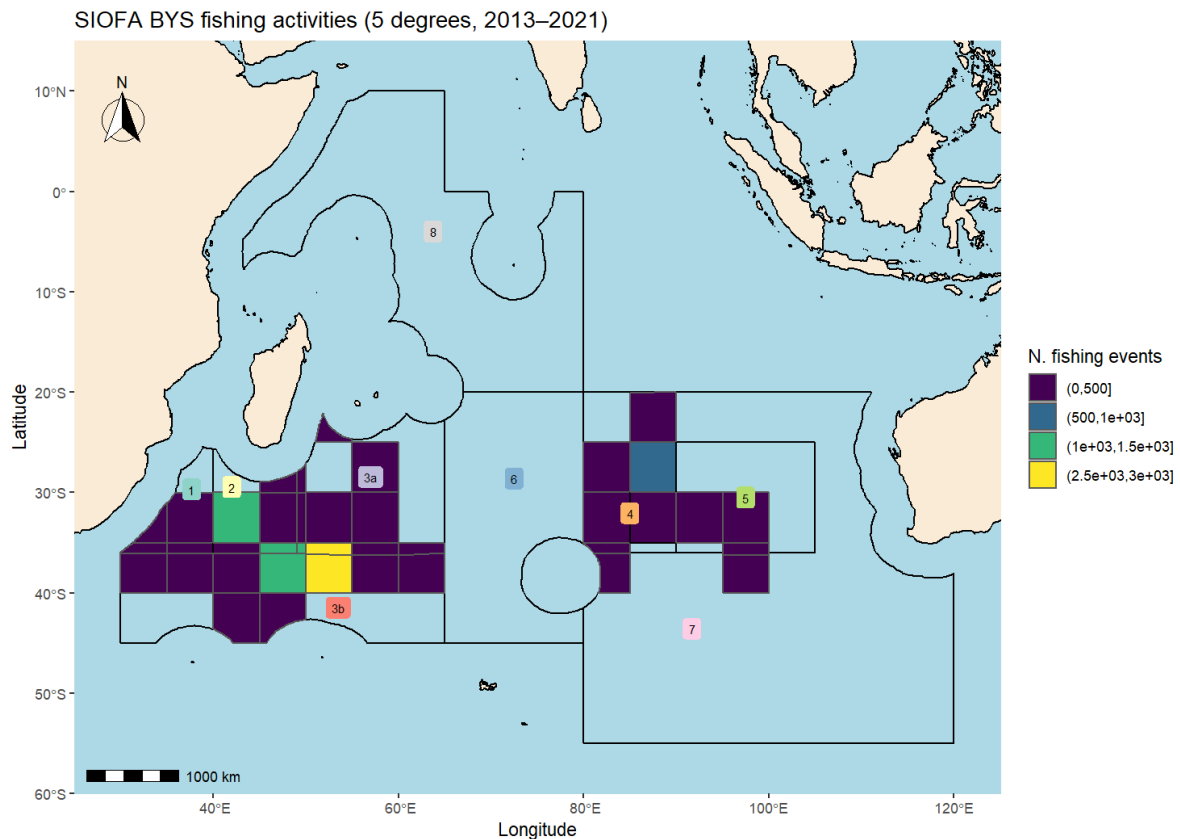 SIOFA BYS fishing activities (5 degrees, 2013–2021)
N
10°N
0°
10°S
20°S
30°S
40°S
50°S
60°S
Latitude
8
3a
6
1
2
5
4
3b
7
1000 km
40°E
60°E
80°E
100°E
120°E
Longitude
N. fishing events
(0,500]
(500,1e+03]
(1e+03,1.5e+03]
(2.5e+03,3e+03]